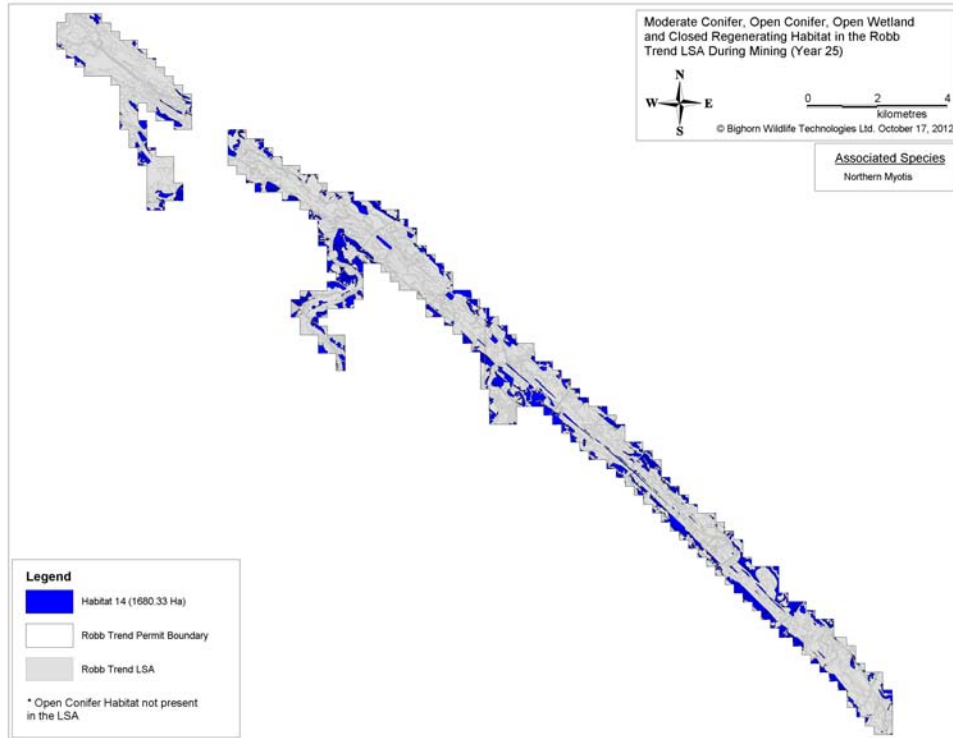 Moderate Conifer, Open Conifer, Open Wetland
and Closed Regenerating Habitat in the Robb
Trend LSA During Mining (Year 25)
N
W E
S
0 2 4
kilometres
© Bighorn Wildlife Technologies Ltd. October 17, 2012
Associated Species
Northern Myotis
Legend
Habitat 14 (1680.33 Ha)
Robb Trend Permit Boundary
Robb Trend LSA
* Open Conifer Habitat not present
in the LSA